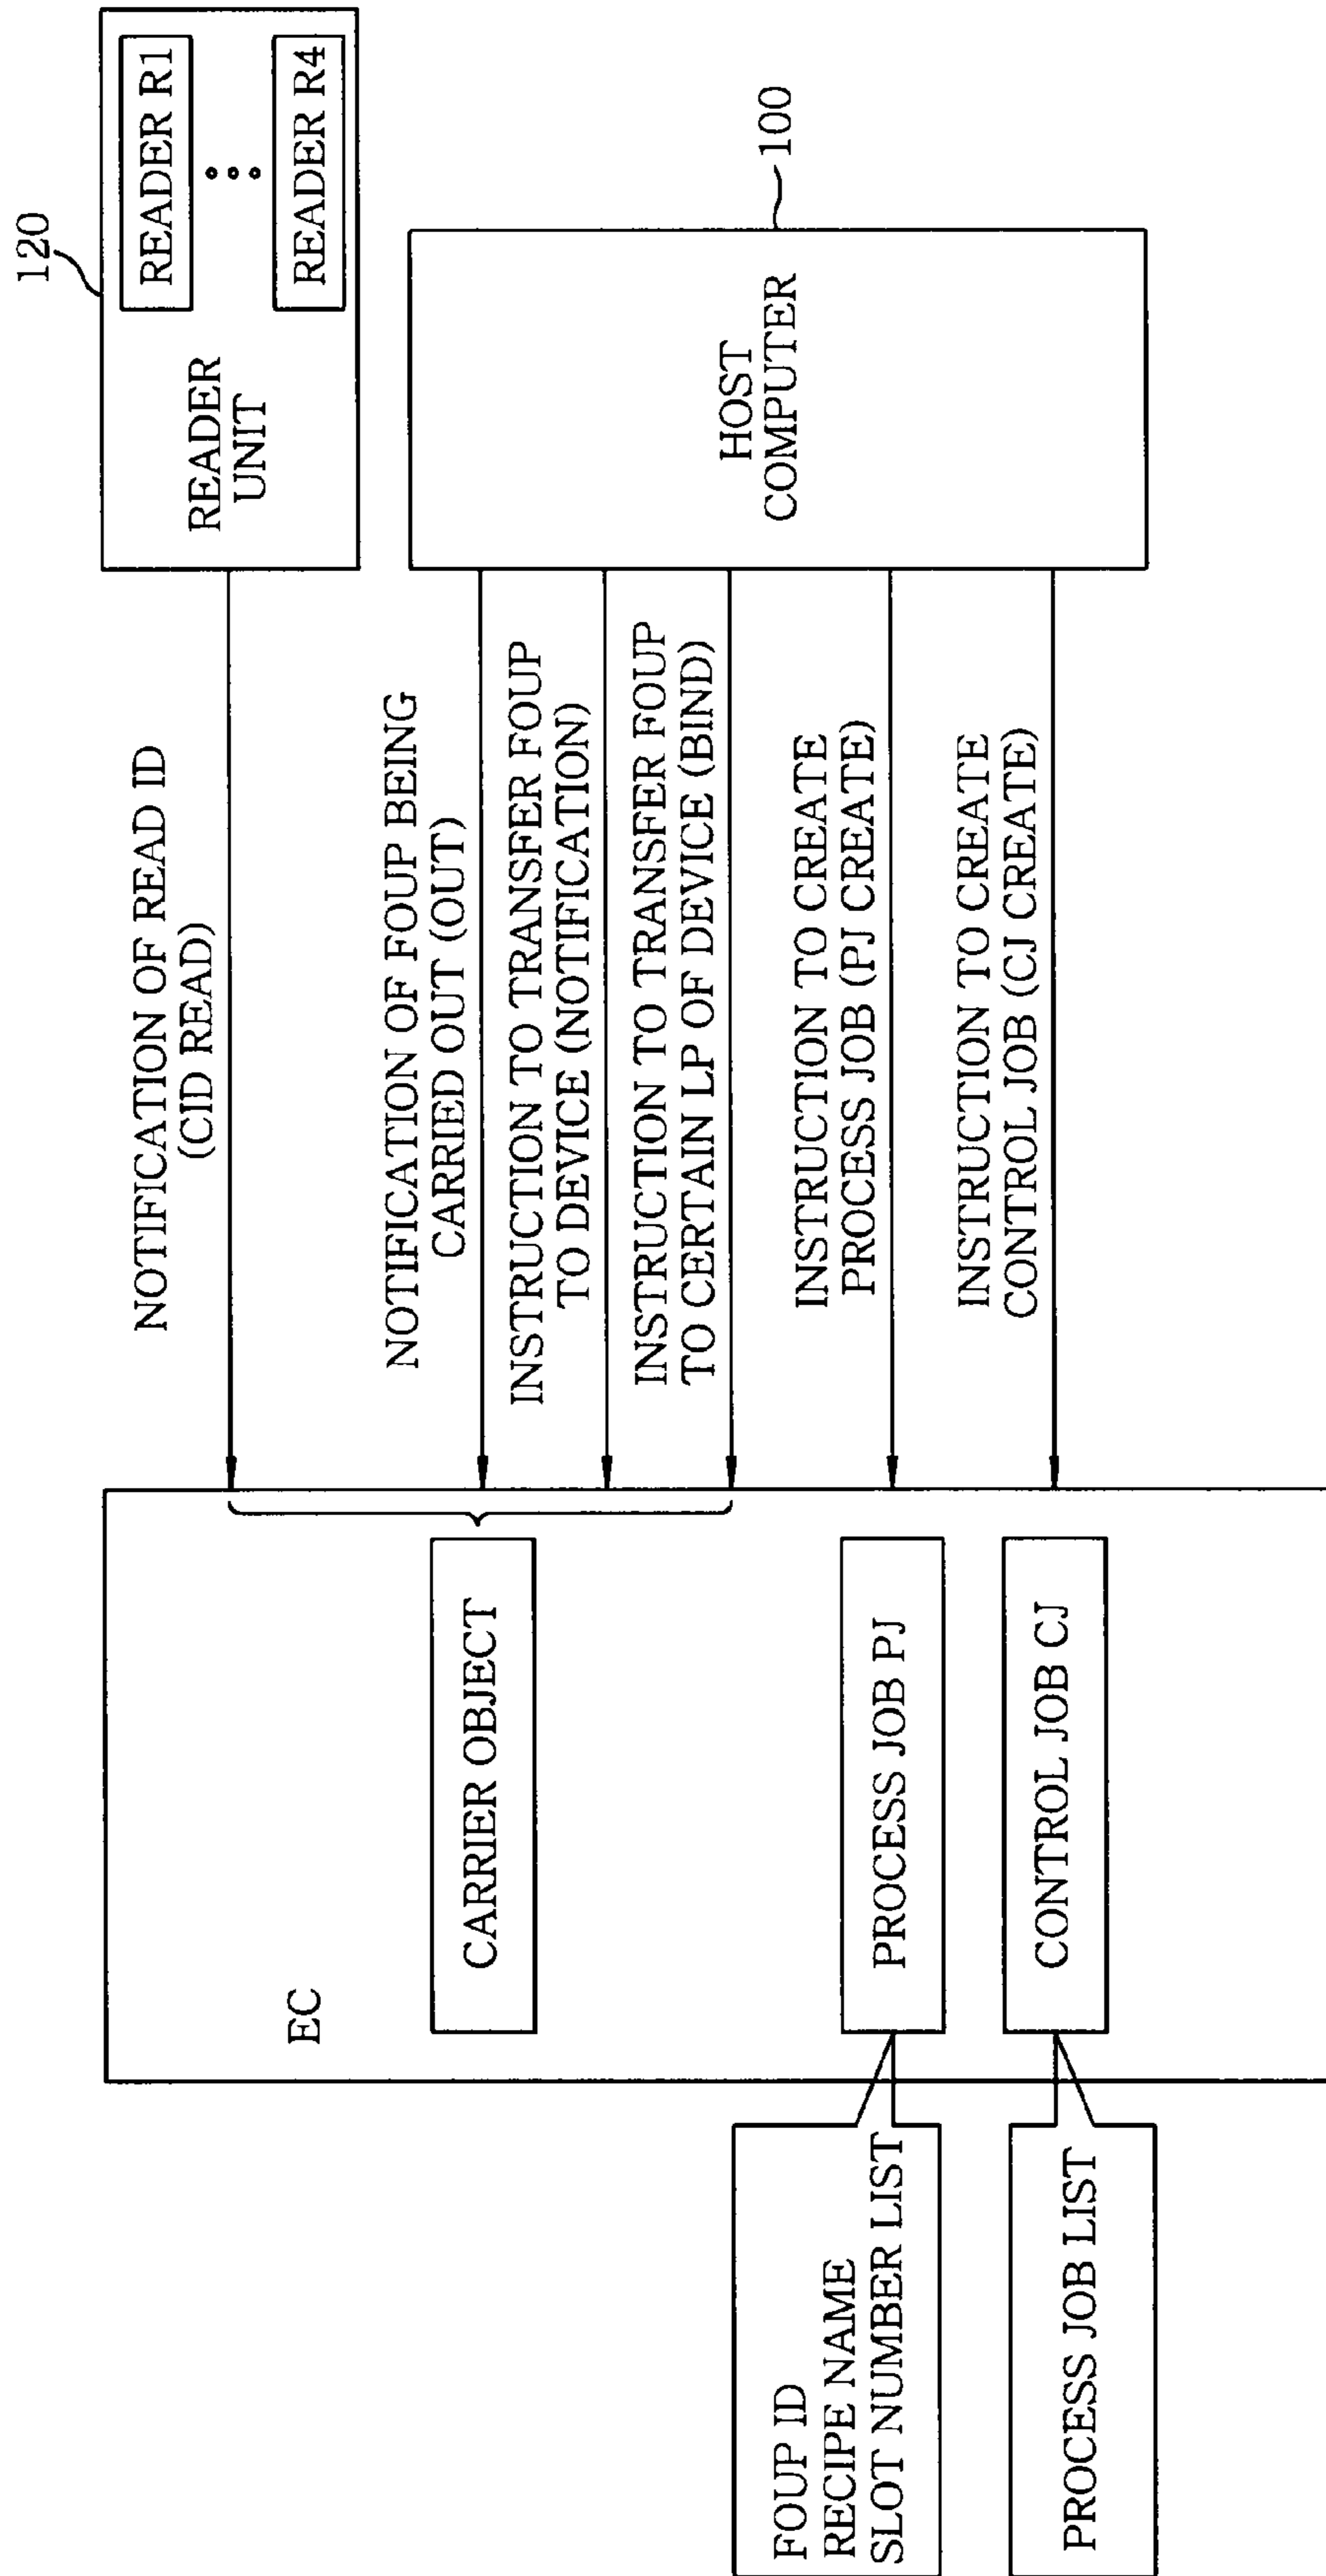 120
READER
UNIT
READER R1
READER R4
100
HOST
COMPUTER
NOTIFICATION OF READ ID
(CID READ)
NOTIFICATION OF FOUP BEING
CARRIED OUT (OUT)
INSTRUCTION TO TRANSFER FOUP
TO DEVICE (NOTIFICATION)
INSTRUCTION TO TRANSFER FOUP
TO CERTAIN LP OF DEVICE (BIND)
INSTRUCTION TO CREATE
PROCESS JOB (PJ CREATE)
INSTRUCTION TO CREATE
CONTROL JOB (CJ CREATE)
EC
CARRIER OBJECT
PROCESS JOB PJ
CONTROL JOB CJ
FOUP ID
RECIPE NAME
SLOT NUMBER LIST
PROCESS JOB LIST